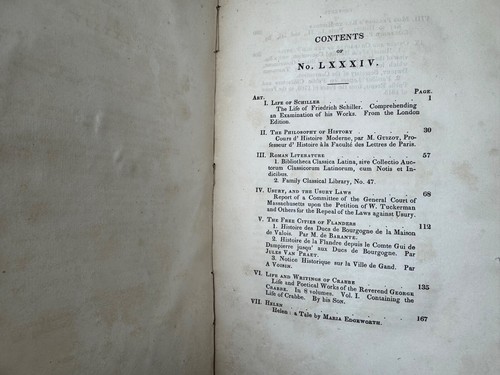 CONTENTS
OF
No. LXXXIV.
Art. Page.
I. Life of Schiller 1
The Life of Friedrich Schiller. Comprehending
an Examination of his Works. From the London
Edition.
II. The Philosophy of History 30
Cours d' Histoire Moderne, par M. Guizot, Profes-
seur d' Histoire à la Faculté des Lettres de Paris.
III. Roman Literature 57
1. Bibliotheca Classica Latina, sive Collectio Auc-
torum Classicorum Latinorum, cum Notis et In-
dicibus.
2. Family Classical Library, No. 47.
IV. Usury, and the Usury Laws 68
Report of a Committee of the General Court of
Massachusetts upon the Petition of W. Tuckerman
and Others for the Repeal of the Laws against Usury.
V. The Free Cities of Flanders 112
1. Histoire des Ducs de Bourgogne de la Maison
de Valois. Par M. de Barante.
2. Histoire de la Flandre depuis le Comte Gui de
Dampierre jusqu' aux Ducs de Bourgogne. Par
Jules Van Praet.
3. Notice Historique sur la Ville de Gand. Par
A Voisin.
VI. Life and Writings of Crabbe 135
Life and Poetical Works of the Reverend George
Crabbe. In 8 volumes. Vol. I. Containing the
Life of Crabbe. By his Son.
VII. Helen 167
Helen: a Tale by Maria Edgeworth.